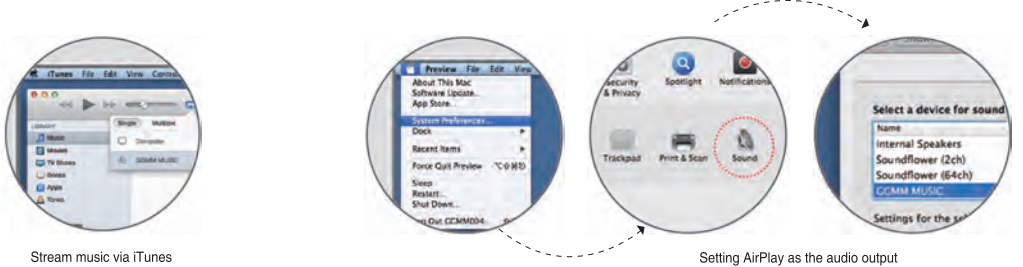 iTunes File Edit View Control
Single Multiple
LIBRARY
Music
Computer
Movies
TV Shows
GGMM MUSIC
Books
Apps
Tones
Stream music via iTunes
Preview File Edit View
About This Mac
Software Update...
App Store...
System Preferences...
Dock
Recent Items
Force Quit Preview
Sleep
Restart...
Shut Down...
Log Out GGMM004
Security
& Privacy
Spotlight
Notifications
Trackpad
Print & Scan
Sound
Select a device for sound
Name
Internal Speakers
Soundflower (2ch)
Soundflower (64ch)
GGMM MUSIC
Settings for the
Setting AirPlay as the audio output